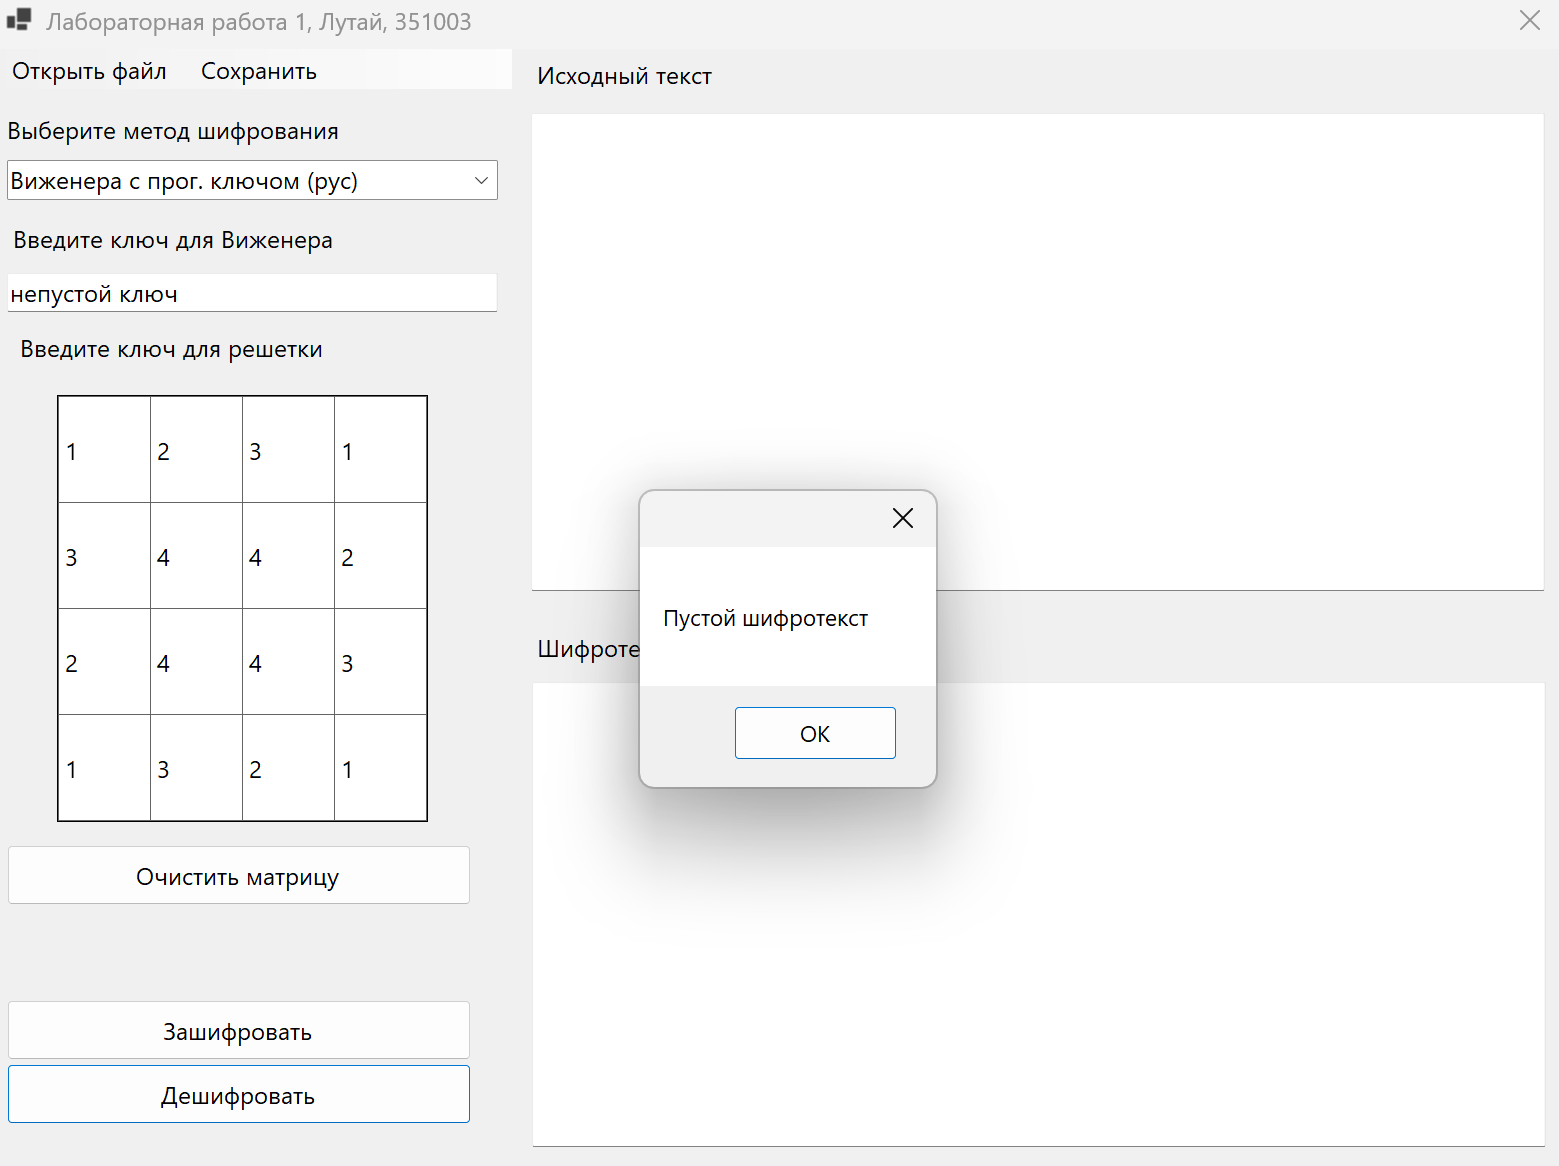 Лабораторная работа 1, Лутай, 351003
Открыть файл Сохранить
Выберите метод шифрования
Виженера с прог. ключом (рус)
Введите ключ для Виженера
непустой ключ
Введите ключ для решетки
1 2 3 1
3 4 4 2
2 4 4 3
1 3 2 1
Очистить матрицу
Зашифровать
Дешифровать
Исходный текст
Шифроте
Пустой шифротекст
ОК